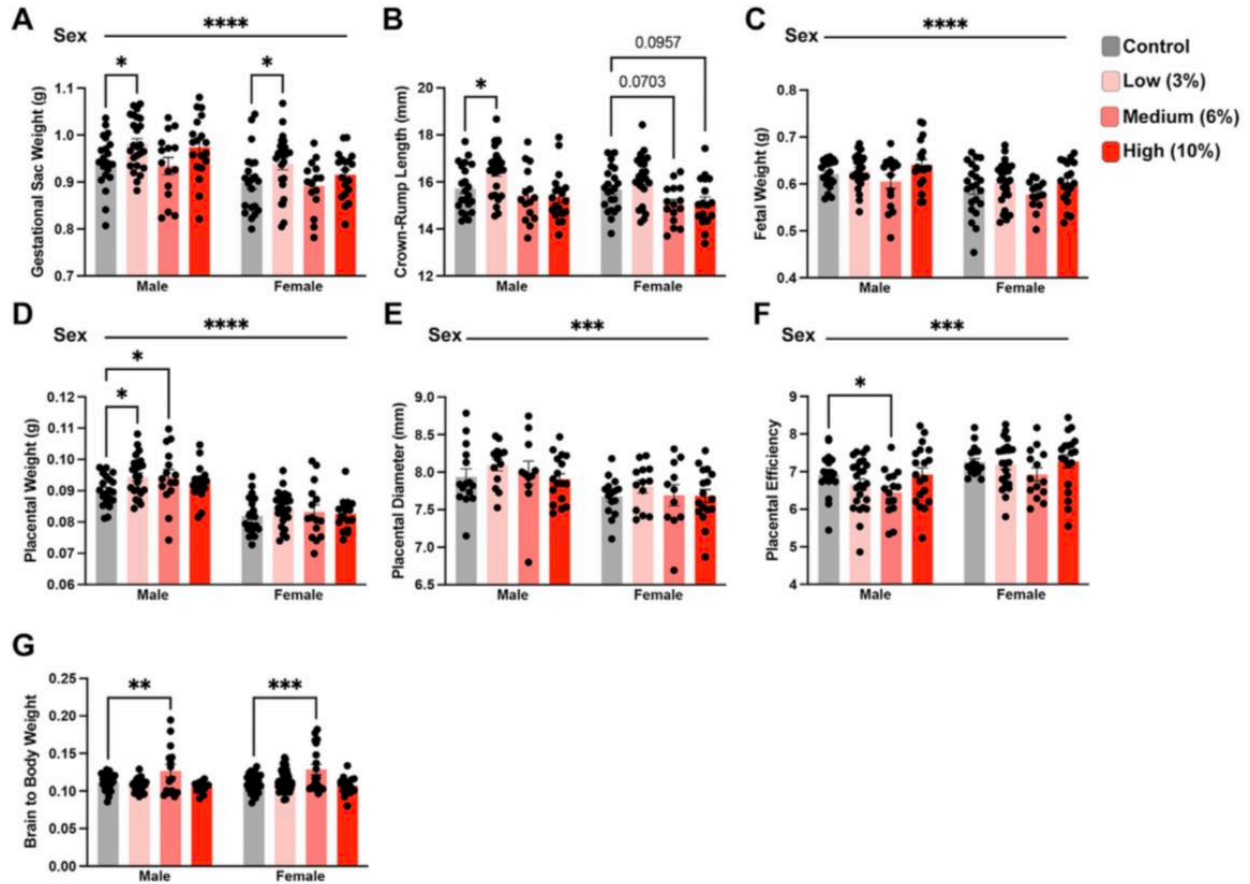 A
Sex
****
*
*
Gestational Sac Weight (g)
1.1
1.0
0.9
0.8
0.7
Male
Female
B
0.0957
0.0703
*
Crown-Rump Length (mm)
20
18
16
14
12
Male
Female
C
Sex
****
Fetal Weight (g)
0.8
0.7
0.6
0.5
0.4
Male
Female
Control
Low (3%)
Medium (6%)
High (10%)
D
Sex
****
*
*
Placental Weight (g)
0.12
0.11
0.10
0.09
0.08
0.07
0.06
Male
Female
E
Sex
***
Placental Diameter (mm)
9.0
8.5
8.0
7.5
7.0
6.5
Male
Female
F
Sex
***
*
Placental Efficiency
9
8
7
6
5
4
Male
Female
G
**
***
Brain to Body Weight
0.25
0.20
0.15
0.10
0.05
0.00
Male
Female